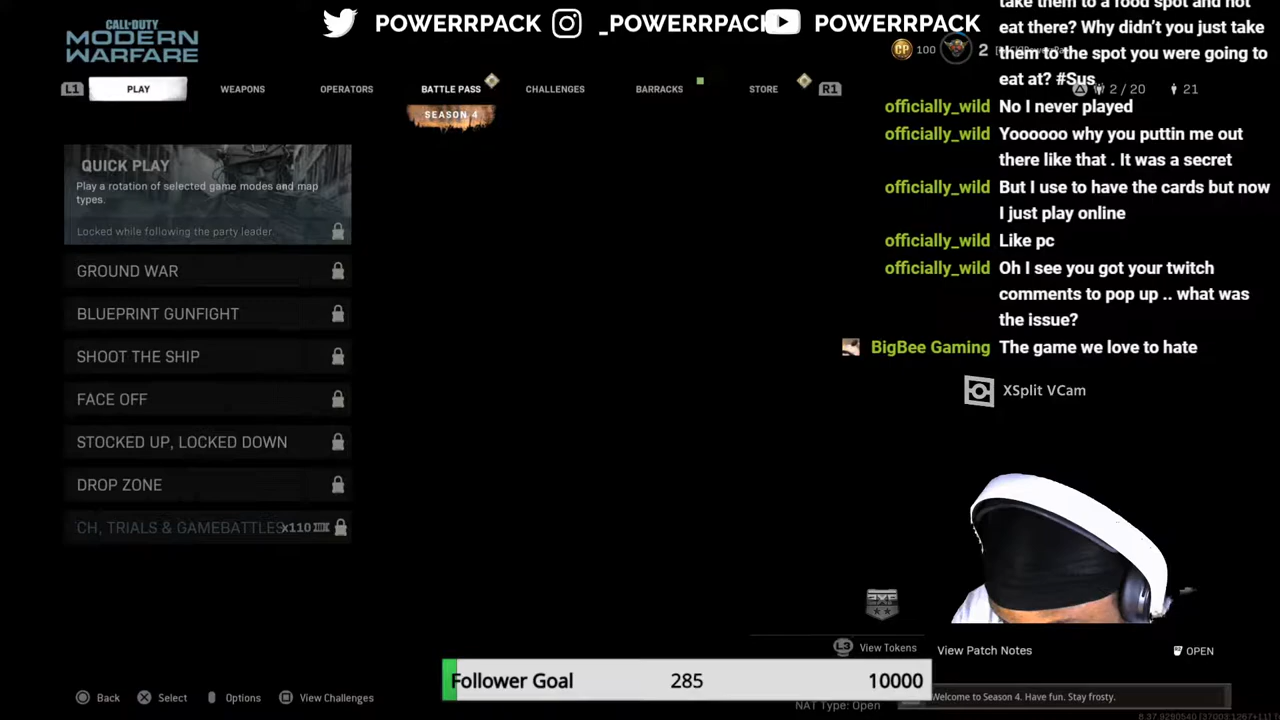 POWERRPACK
_POWERRPACK
POWERRPACK
CALL·DUTY
MODERN
WARFARE
CP 100
2
L1
PLAY
WEAPONS
OPERATORS
BATTLE PASS
CHALLENGES
BARRACKS
STORE
R1
2 / 20
21
SEASON 4
QUICK PLAY
Play a rotation of selected game modes and map
types.
Locked while following the party leader.
GROUND WAR
BLUEPRINT GUNFIGHT
SHOOT THE SHIP
FACE OFF
STOCKED UP, LOCKED DOWN
DROP ZONE
CH, TRIALS & GAMEBATTLES x110
take them to a food spot and not
eat there? Why didn't you just take
them to the spot you were going to
eat at? #Sus
officially_wild No I never played
officially_wild Yoooooo why you puttin me out
there like that . It was a secret
officially_wild But I use to have the cards but now
I just play online
officially_wild Like pc
officially_wild Oh I see you got your twitch
comments to pop up .. what was
the issue?
BigBee Gaming The game we love to hate
XSplit VCam
2XP
L3 View Tokens
View Patch Notes
OPEN
Follower Goal 285 10000
Back
Select
Options
View Challenges
NAT Type: Open
Welcome to Season 4. Have fun. Stay frosty.